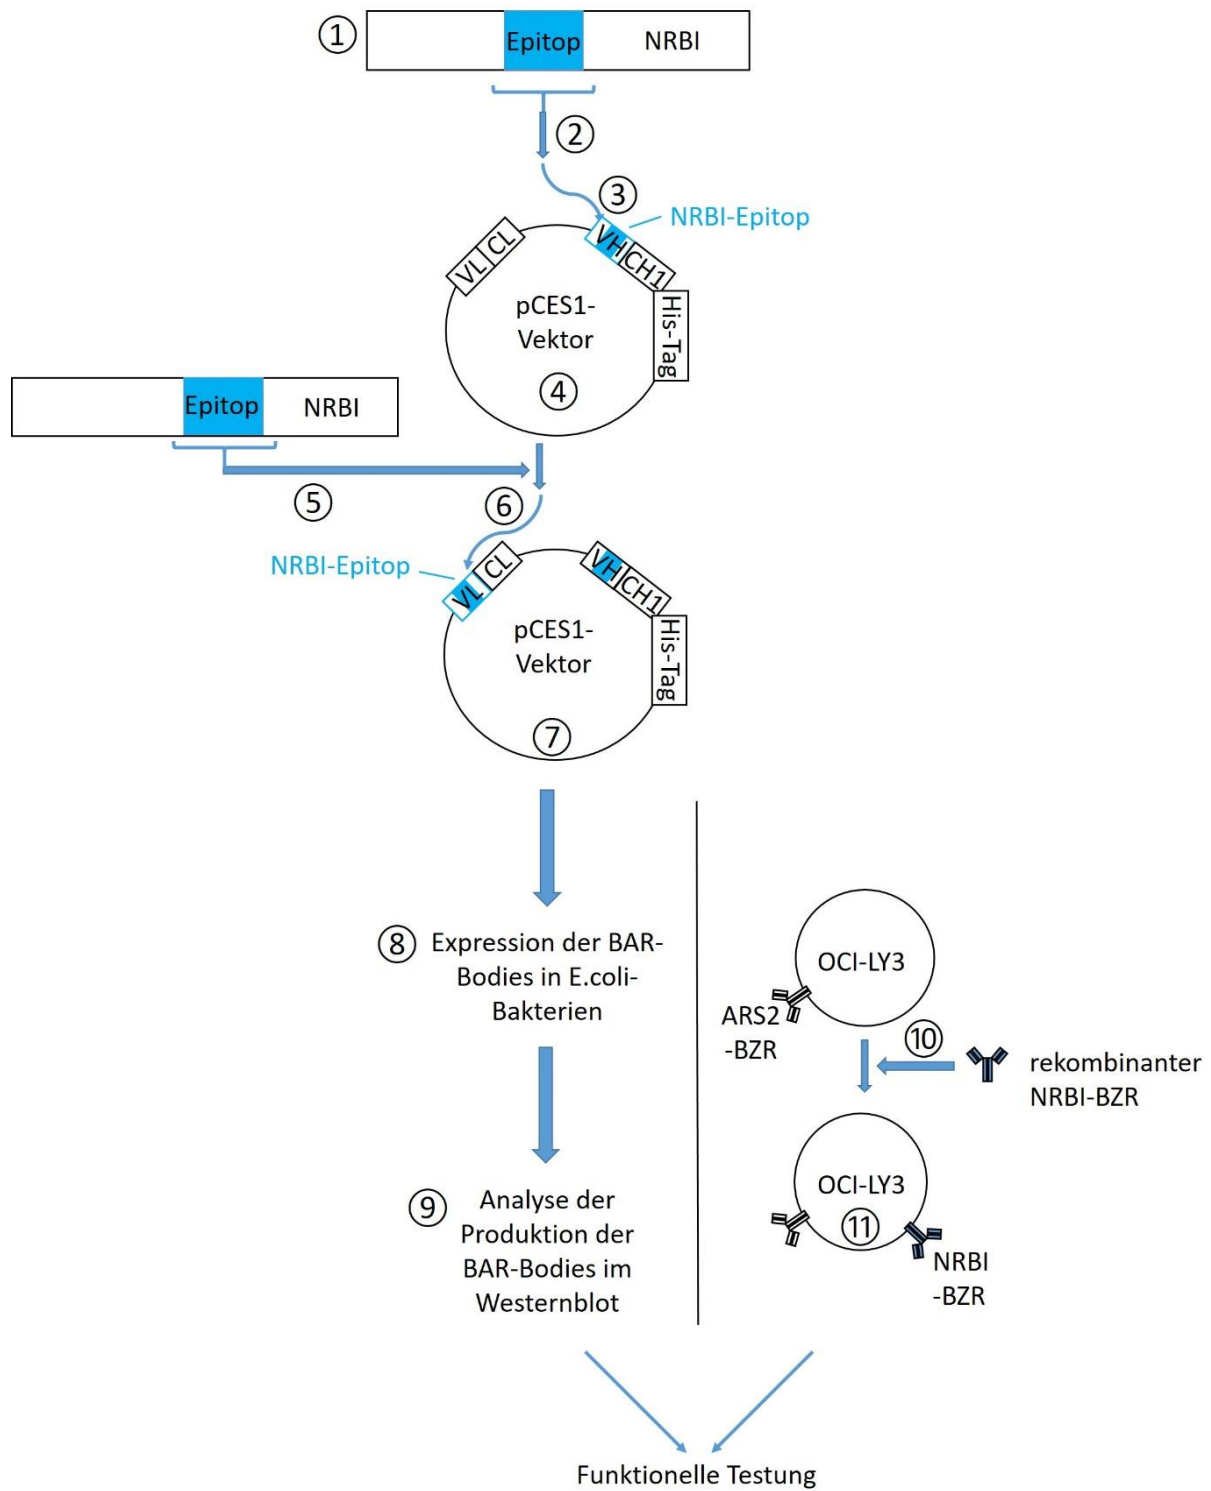 ① Epitop NRBI
②
③
NRBI-Epitop
VL CL VH CH1
His-Tag
pCES1-
Vektor
④
Epitop NRBI
⑤
⑥
NRBI-Epitop
VL CL VH CH1
His-Tag
pCES1-
Vektor
⑦
⑧ Expression der BAR-
Bodies in E.coli-
Bakterien
⑨ Analyse der
Produktion der
BAR-Bodies im
Westernblot
OCI-LY3
ARS2
-BZR
⑩
rekombinanter
NRBI-BZR
OCI-LY3
⑪
NRBI
-BZR
Funktionelle Testung